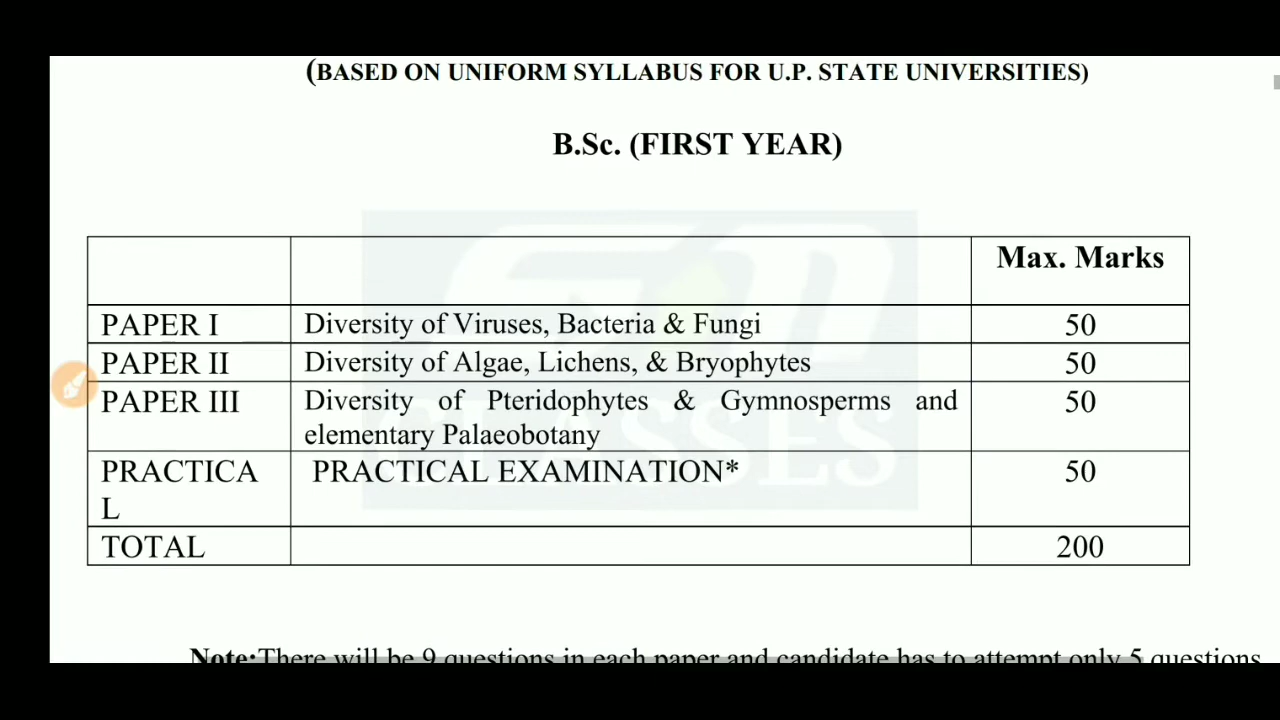 (BASED ON UNIFORM SYLLABUS FOR U.P. STATE UNIVERSITIES)
B.Sc. (FIRST YEAR)
Max. Marks
PAPER I Diversity of Viruses, Bacteria & Fungi 50
PAPER II Diversity of Algae, Lichens, & Bryophytes 50
PAPER III Diversity of Pteridophytes & Gymnosperms and 50
elementary Palaeobotany
PRACTICA PRACTICAL EXAMINATION* 50
L
TOTAL 200
Note:There will be 9 questions in each paper and candidate has to attempt only 5 questions
CLASSES